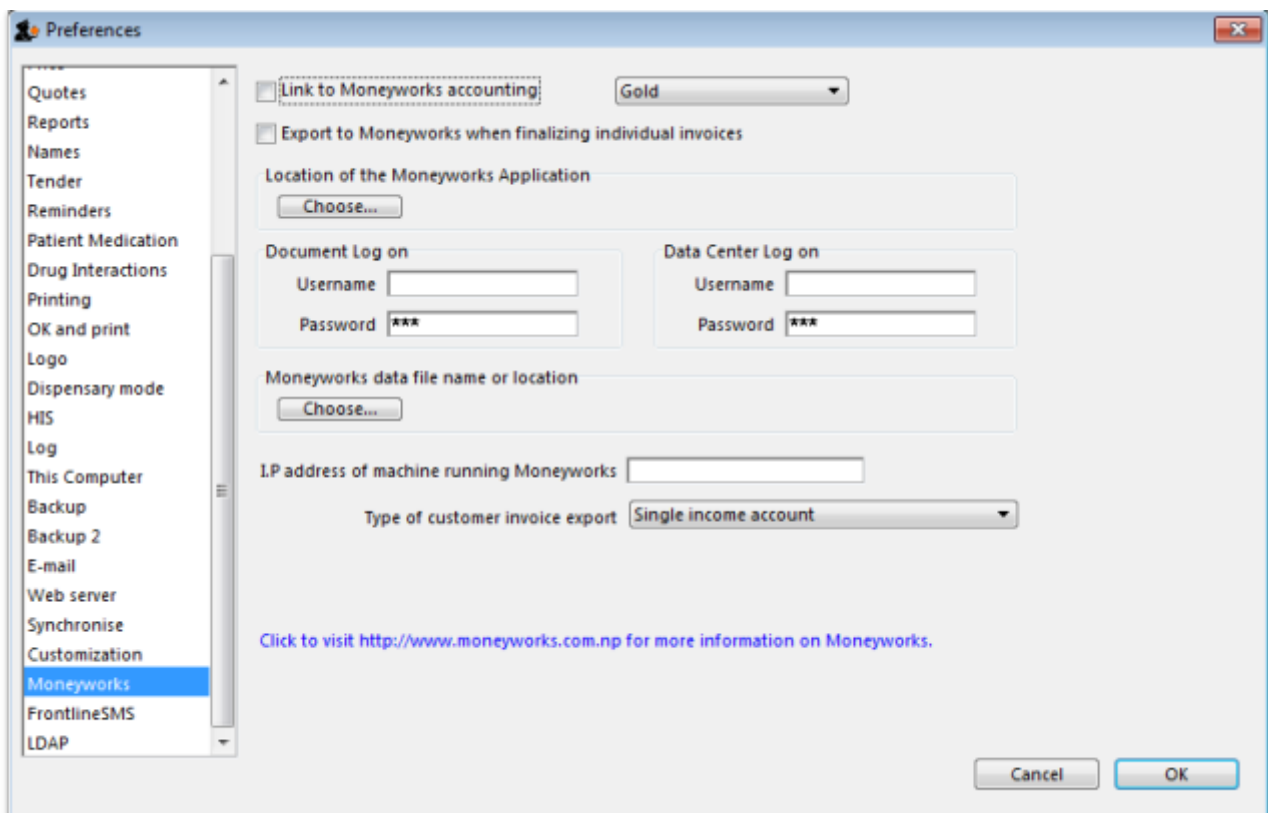 Preferences
Quotes
Reports
Names
Tender
Reminders
Patient Medication
Drug Interactions
Printing
OK and print
Logo
Dispensary mode
HIS
Log
This Computer
Backup
Backup 2
E-mail
Web server
Synchronise
Customization
Moneyworks
FrontlineSMS
LDAP
Link to Moneyworks accounting
Gold
Export to Moneyworks when finalizing individual invoices
Location of the Moneyworks Application
Choose...
Document Log on
Username
Password ***
Data Center Log on
Username
Password ***
Moneyworks data file name or location
Choose...
I.P address of machine running Moneyworks
Type of customer invoice export Single income account
Click to visit http://www.moneyworks.com.np for more information on Moneyworks.
Cancel
OK